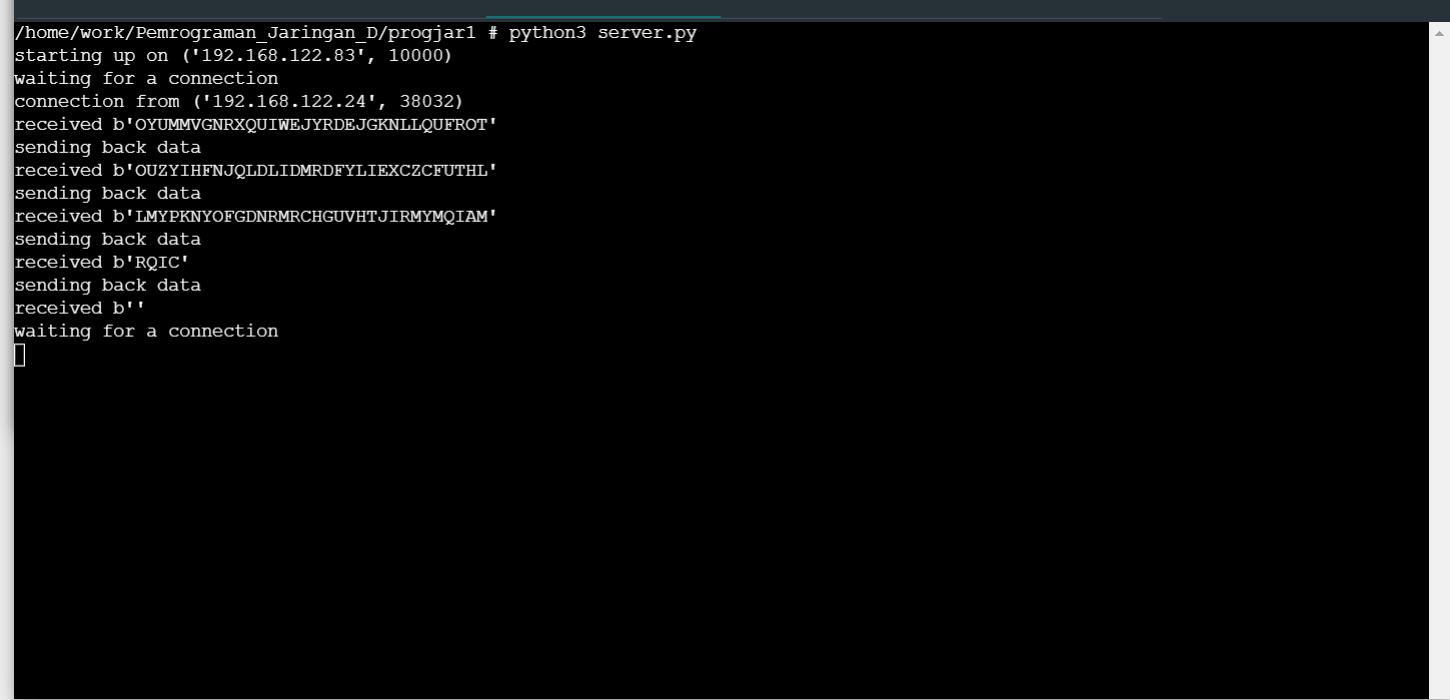 /home/work/Pemrograman_Jaringan_D/progjar1 # python3 server.py
starting up on ('192.168.122.83', 10000)
waiting for a connection
connection from ('192.168.122.24', 38032)
received b'OYUMMVGNRXQUIWEJYRDEJGKNLLQUFROT'
sending back data
received b'OUZYIHFNJQLDLIDMRDFYLIEXCZCFUTHL'
sending back data
received b'LMYPKNYOFGDNRMRCHGUVHTJIRMYMQIAM'
sending back data
received b'RQIC'
sending back data
received b''
waiting for a connection